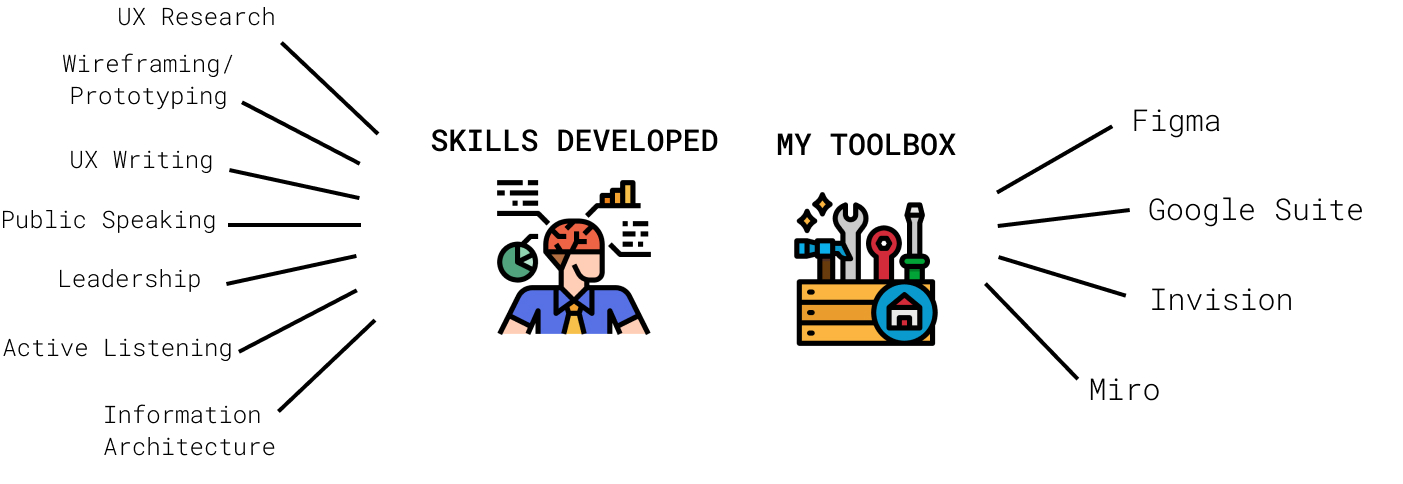 UX Research
Wireframing/
Prototyping
UX Writing
Public Speaking
Leadership
Active Listening
Information
Architecture
SKILLS DEVELOPED
MY TOOLBOX
Figma
Google Suite
Invision
Miro